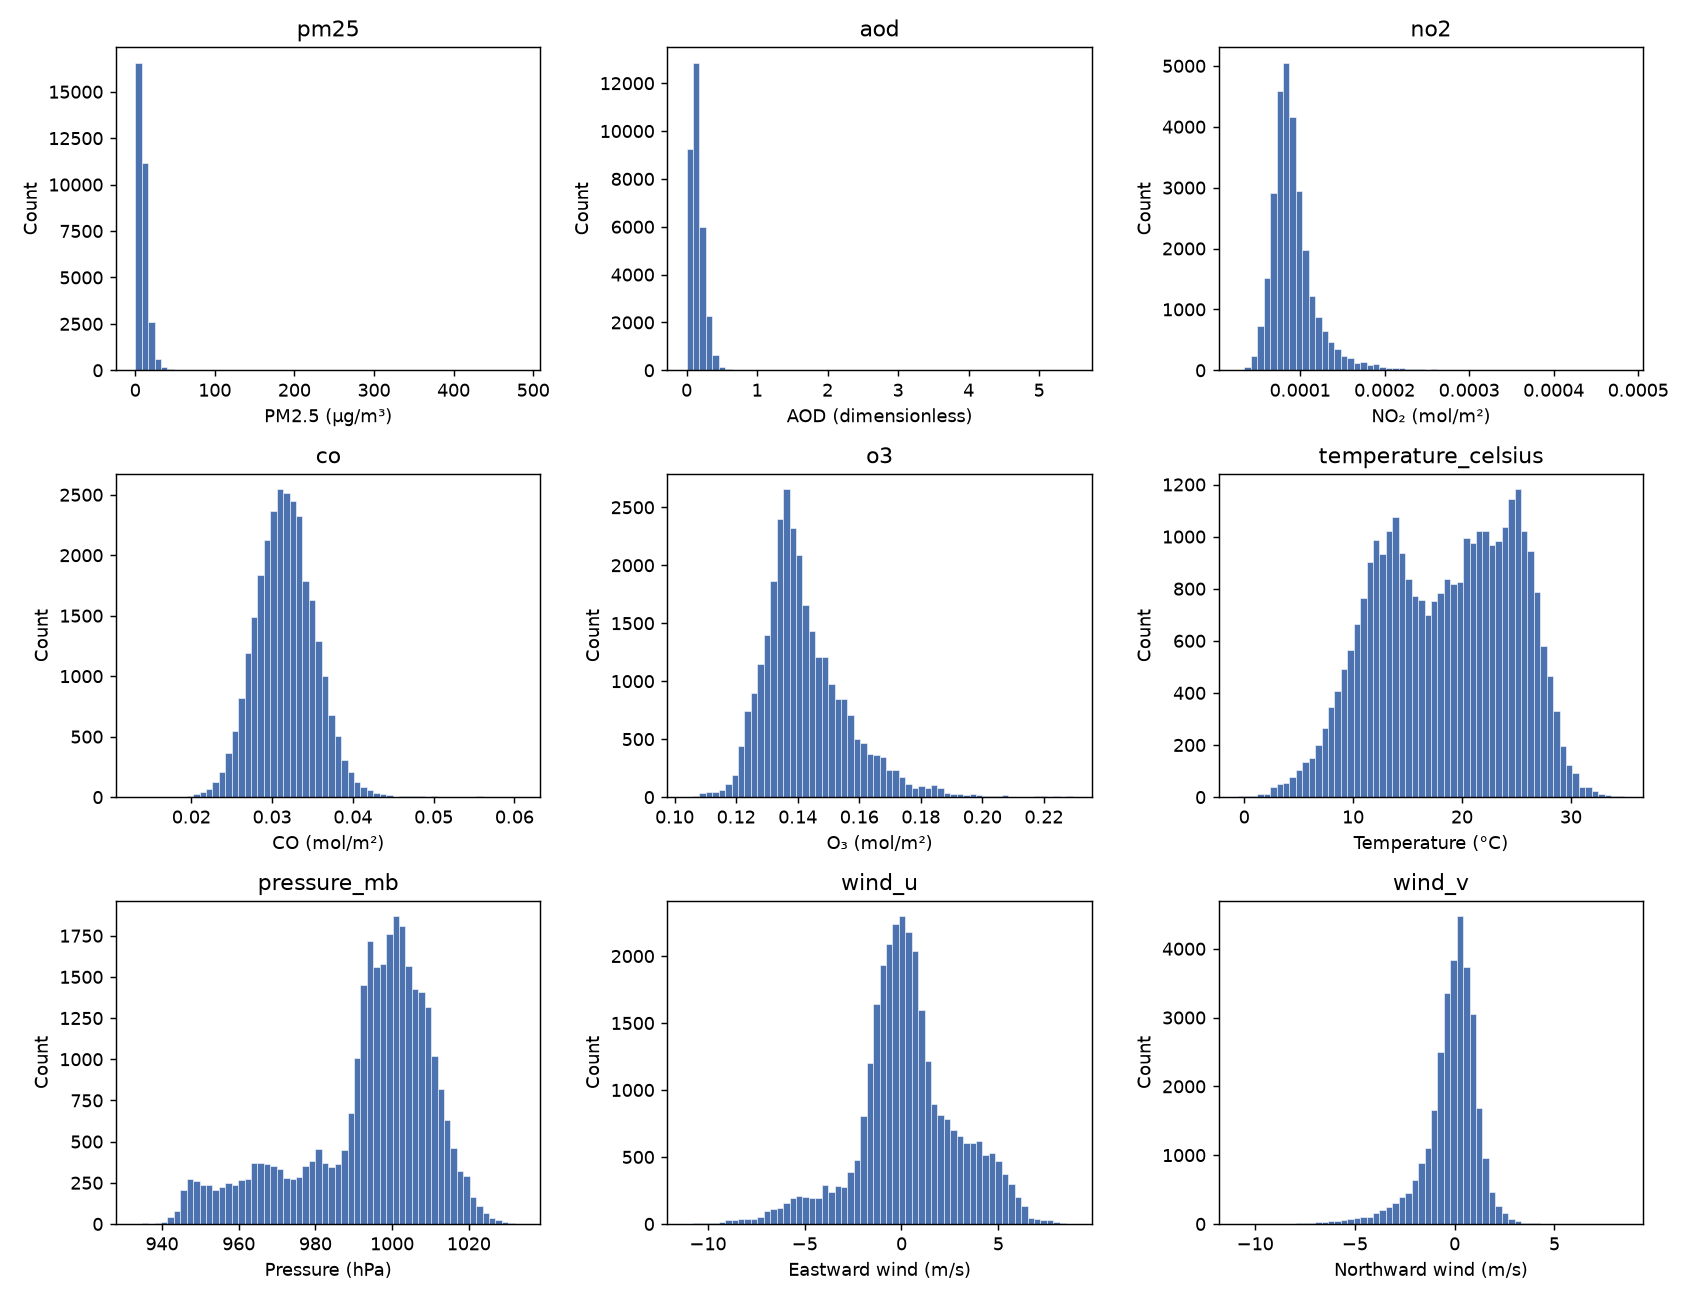 pm25
15000
12500
10000
7500
5000
2500
0
Count
0 100 200 300 400 500
PM2.5 (µg/m³)
aod
12000
10000
8000
6000
4000
2000
0
Count
0 1 2 3 4 5
AOD (dimensionless)
no2
5000
4000
3000
2000
1000
0
Count
0.0001 0.0002 0.0003 0.0004 0.0005
NO₂ (mol/m²)
co
2500
2000
1500
1000
500
0
Count
0.02 0.03 0.04 0.05 0.06
CO (mol/m²)
o3
2500
2000
1500
1000
500
0
Count
0.10 0.12 0.14 0.16 0.18 0.20 0.22
O₃ (mol/m²)
temperature_celsius
1200
1000
800
600
400
200
0
Count
0 10 20 30
Temperature (°C)
pressure_mb
1750
1500
1250
1000
750
500
250
0
Count
940 960 980 1000 1020
Pressure (hPa)
wind_u
2000
1500
1000
500
0
Count
−10 −5 0 5
Eastward wind (m/s)
wind_v
4000
3000
2000
1000
0
Count
−10 −5 0 5
Northward wind (m/s)